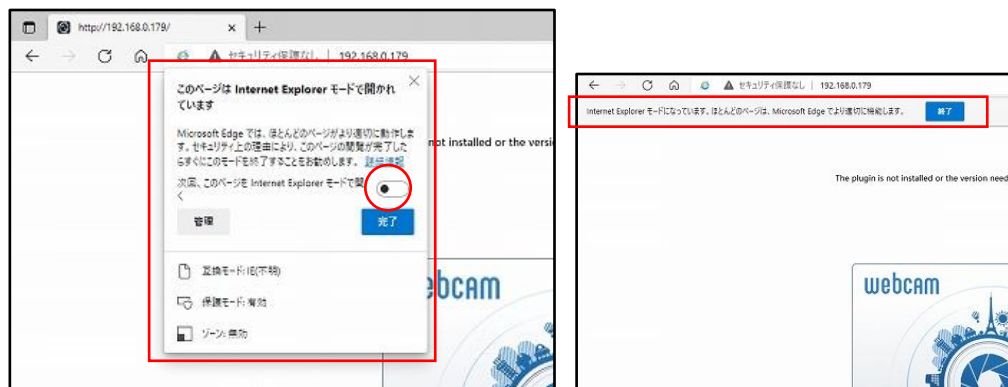 http://192.168.0.179/
セキュリティ保護なし | 192.168.0.179
このページは Internet Explorer モードで開かれ
ています
Microsoft Edge では、ほとんどのページがより適切に動作しま
す。セキュリティ上の理由により、このページの閲覧が完了した
らすぐにこのモードを終了することをお勧めします。 詳細情報
次回、このページを Internet Explorer モードで開
く
管理
完了
互換モード: IE(不明)
保護モード: 有効
ゾーン: 無効
not installed or the versi
ebcam
セキュリティ保護なし | 192.168.0.179
Internet Explorer モードになっています。ほとんどのページは、Microsoft Edge でより適切に機能します。
終了
The plugin is not installed or the version need
webcam